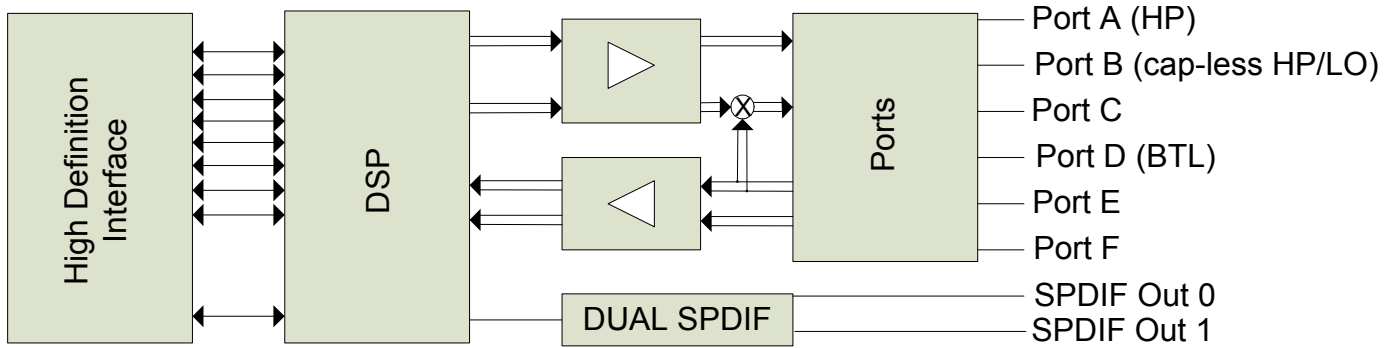 High Definition
Interface
DSP
Ports
DUAL SPDIF
Port A (HP)
Port B (cap-less HP/LO)
Port C
Port D (BTL)
Port E
Port F
SPDIF Out 0
SPDIF Out 1
X